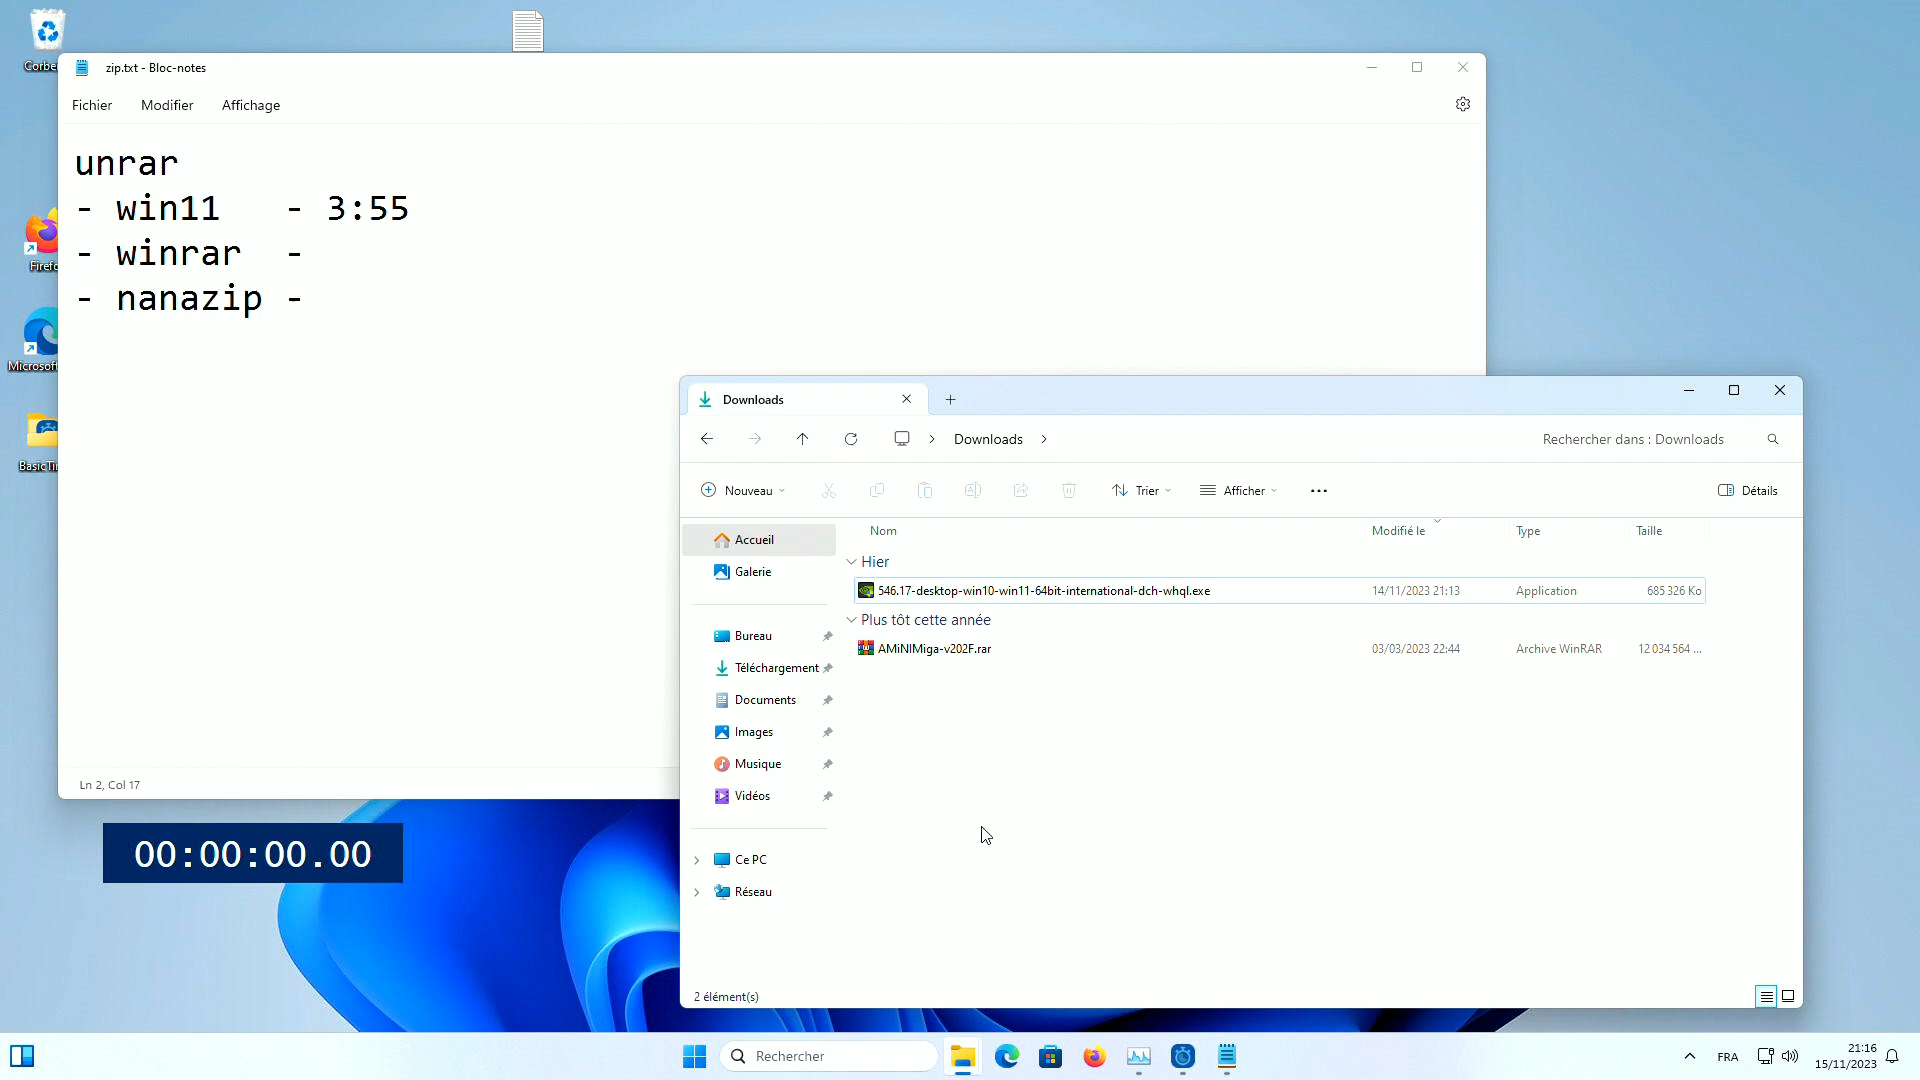 Corbe
zip.txt - Bloc-notes
Fichier Modifier Affichage
unrar
- win11 - 3:55
- winrar -
- nanazip -
Firefo
Microsoft
BasicTi
Ln 2, Col 17
00:00:00.00
Downloads
Downloads
Rechercher dans : Downloads
Nouveau
Trier
Afficher
Détails
Nom Modifié le Type Taille
Accueil
Galerie
Bureau
Téléchargement
Documents
Images
Musique
Vidéos
Ce PC
Réseau
Hier
546.17-desktop-win10-win11-64bit-international-dch-whql.exe 14/11/2023 21:13 Application 685 326 Ko
Plus tôt cette année
AMiNIMiga-v202F.rar 03/03/2023 22:44 Archive WinRAR 12 034 564 ...
2 élément(s)
Rechercher
FRA
21:16
15/11/2023